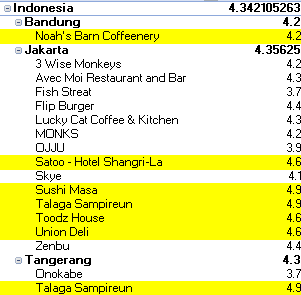 Indonesia 4.342105263
Bandung 4.2
Noah's Barn Coffeenery 4.2
Jakarta 4.35625
3 Wise Monkeys 4.2
Avec Moi Restaurant and Bar 4.3
Fish Streat 3.7
Flip Burger 4.4
Lucky Cat Coffee & Kitchen 4.3
MONKS 4.2
OJJU 3.9
Satoo - Hotel Shangri-La 4.6
Skye 4.1
Sushi Masa 4.9
Talaga Sampireun 4.9
Toodz House 4.6
Union Deli 4.6
Zenbu 4.4
Tangerang 4.3
Onokabe 3.7
Talaga Sampireun 4.9